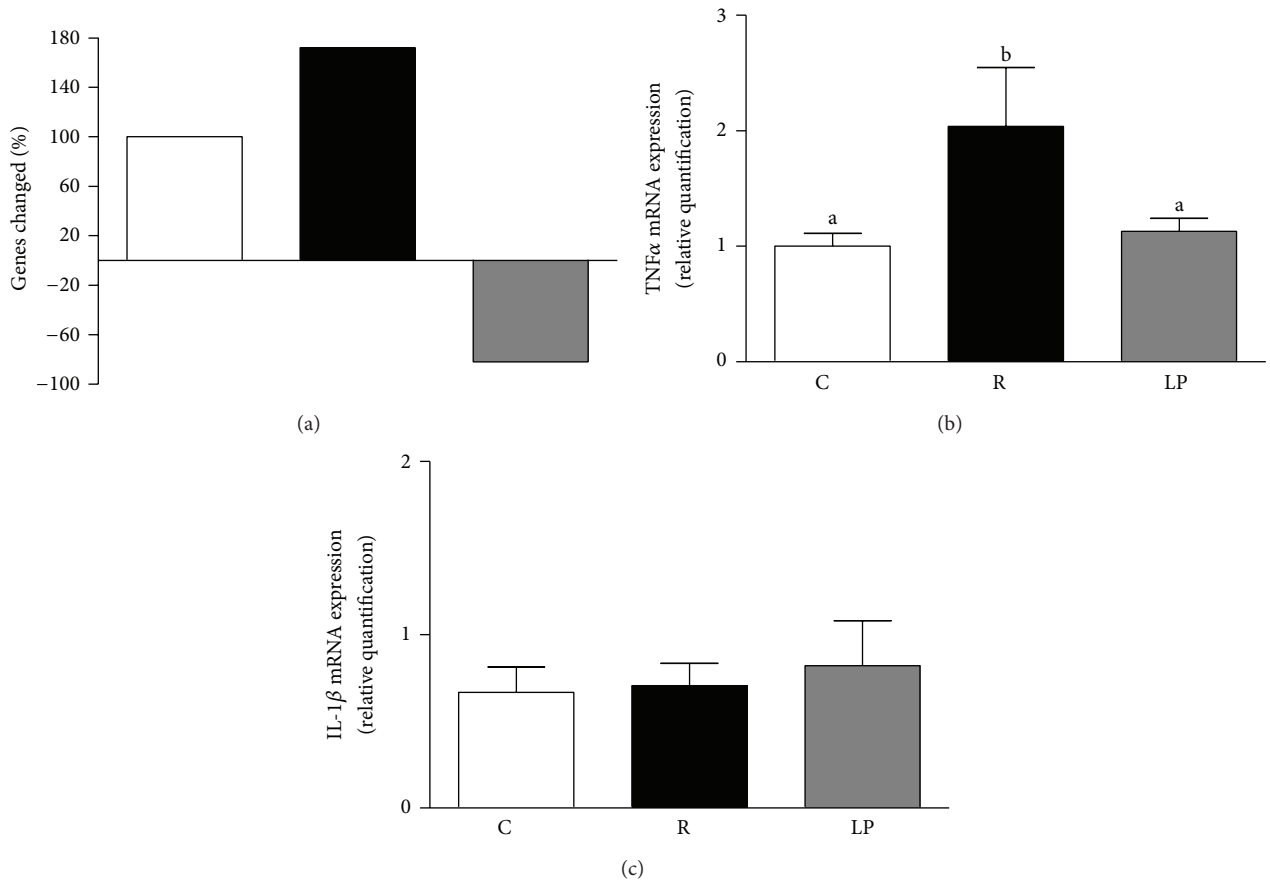 Genes changed (%)
180
140
100
60
20
−20
−60
−100
(a)
TNFα mRNA expression
(relative quantification)
3
2
1
0
a
b
a
C
R
LP
(b)
IL-1β mRNA expression
(relative quantification)
2
1
0
C
R
LP
(c)